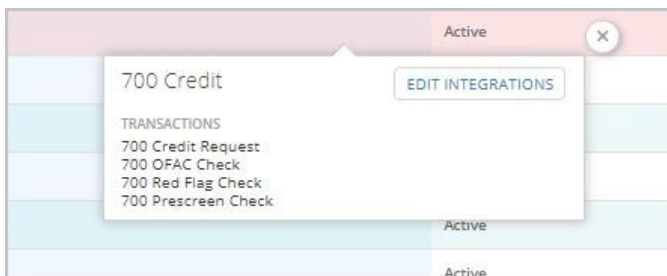 Active
700 Credit
EDIT INTEGRATIONS
TRANSACTIONS
700 Credit Request
700 OFAC Check
700 Red Flag Check
700 Prescreen Check
Active
Active